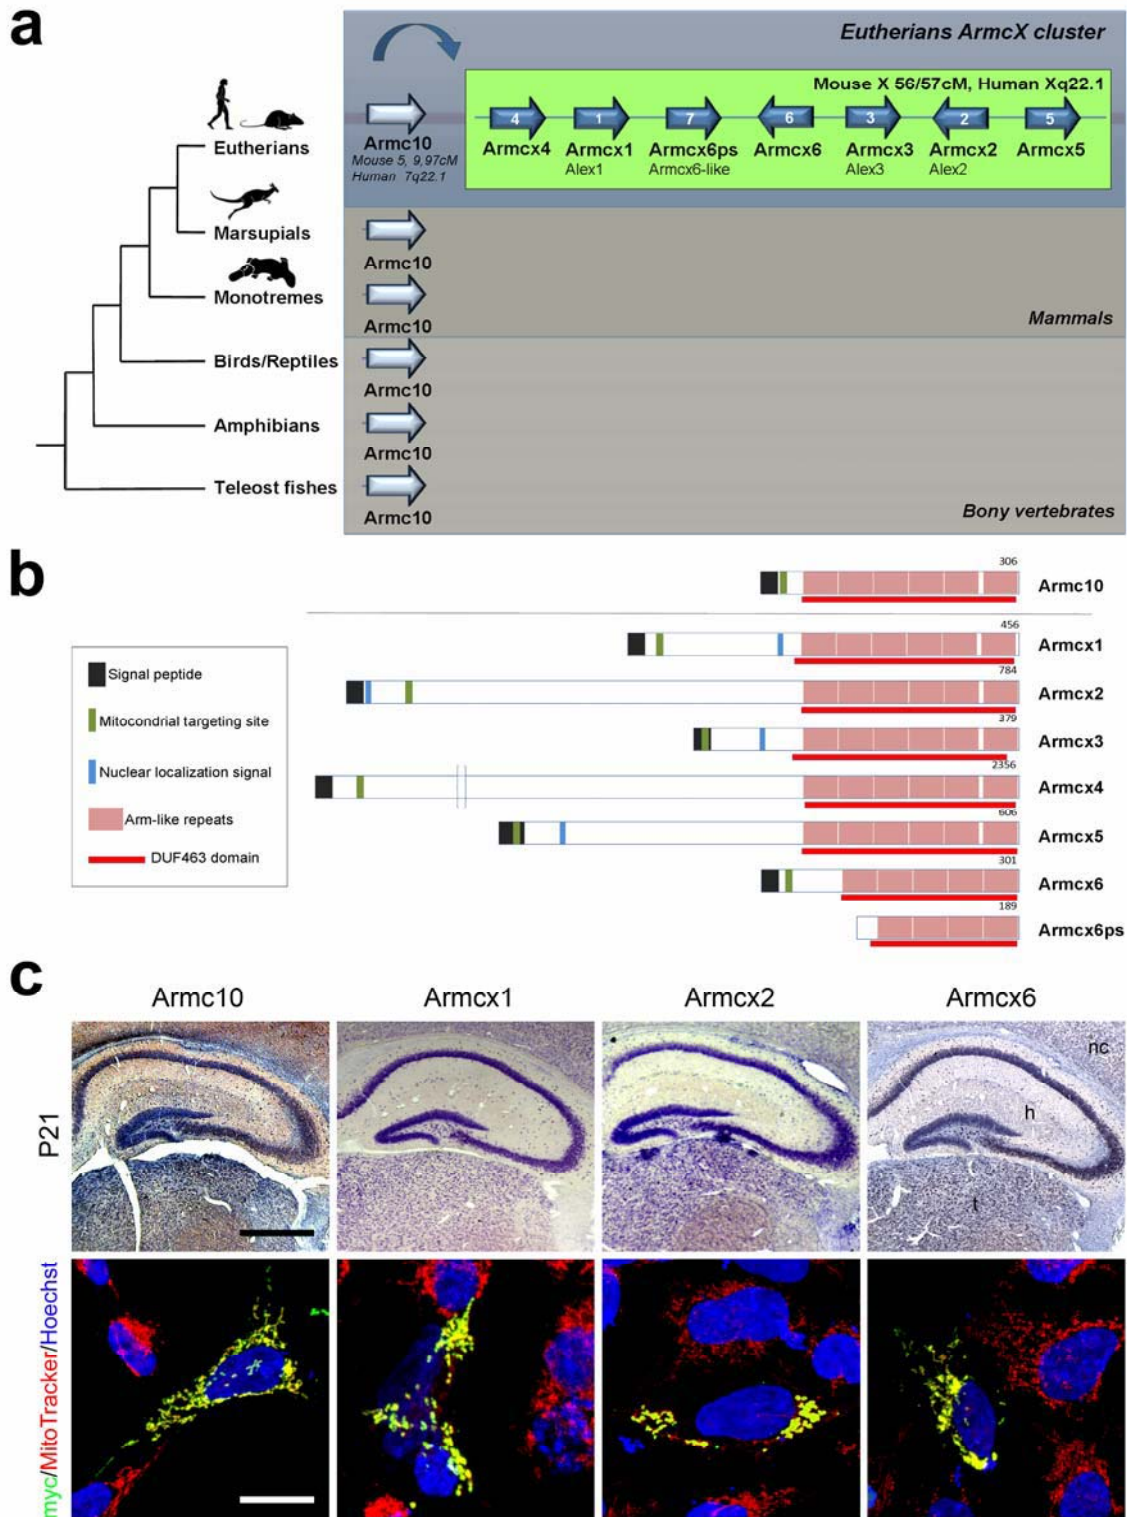 a
Eutherians ArmcX cluster
Mouse X 56/57cM, Human Xq22.1
4 1 7 6 3 2 5
Armc10 Armcx4 Armcx1 Armcx6ps Armcx6 Armcx3 Armcx2 Armcx5
Alex1 Armcx6-like Alex3 Alex2
Mouse 5, 9,97cM
Human 7q22.1
Eutherians
Marsupials
Armc10
Monotremes
Armc10
Mammals
Birds/Reptiles
Armc10
Amphibians
Armc10
Teleost fishes
Armc10
Bony vertebrates
b
306
Armc10
456
Armcx1
784
Armcx2
379
Armcx3
2356
Armcx4
606
Armcx5
301
Armcx6
189
Armcx6ps
Signal peptide
Mitocondrial targeting site
Nuclear localization signal
Arm-like repeats
DUF463 domain
c
Armc10 Armcx1 Armcx2 Armcx6
P21
nc
h
t
myc/MitoTracker/Hoechst